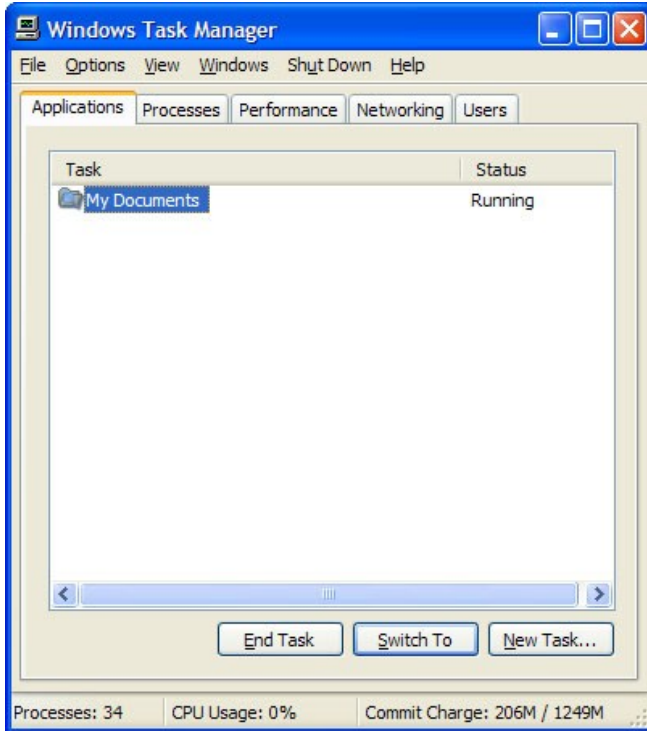 Windows Task Manager
File Options View Windows Shut Down Help
Applications Processes Performance Networking Users
Task Status
My Documents Running
End Task Switch To New Task...
Processes: 34 CPU Usage: 0% Commit Charge: 206M / 1249M